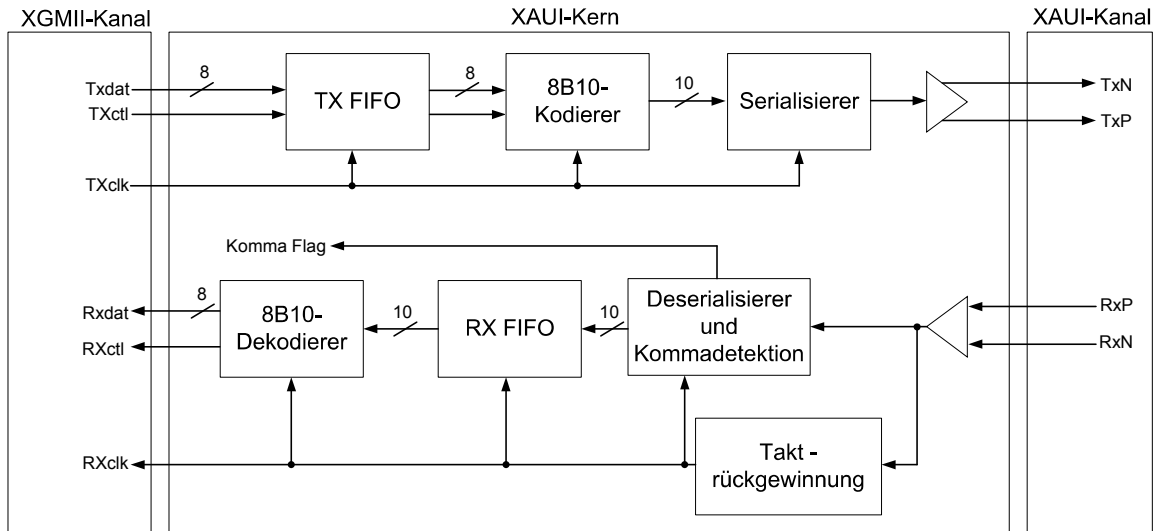 XGMII-Kanal
XAUI-Kern
XAUI-Kanal
Txdat
8
TX FIFO
8
8B10-
Kodierer
10
Serialisierer
TxN
TXctl
TxP
TXclk
Komma Flag
Rxdat
8
8B10-
Dekodierer
10
RX FIFO
10
Deserialisierer
und
Kommadetektion
RxP
RXctl
RxN
RXclk
Takt -
rückgewinnung